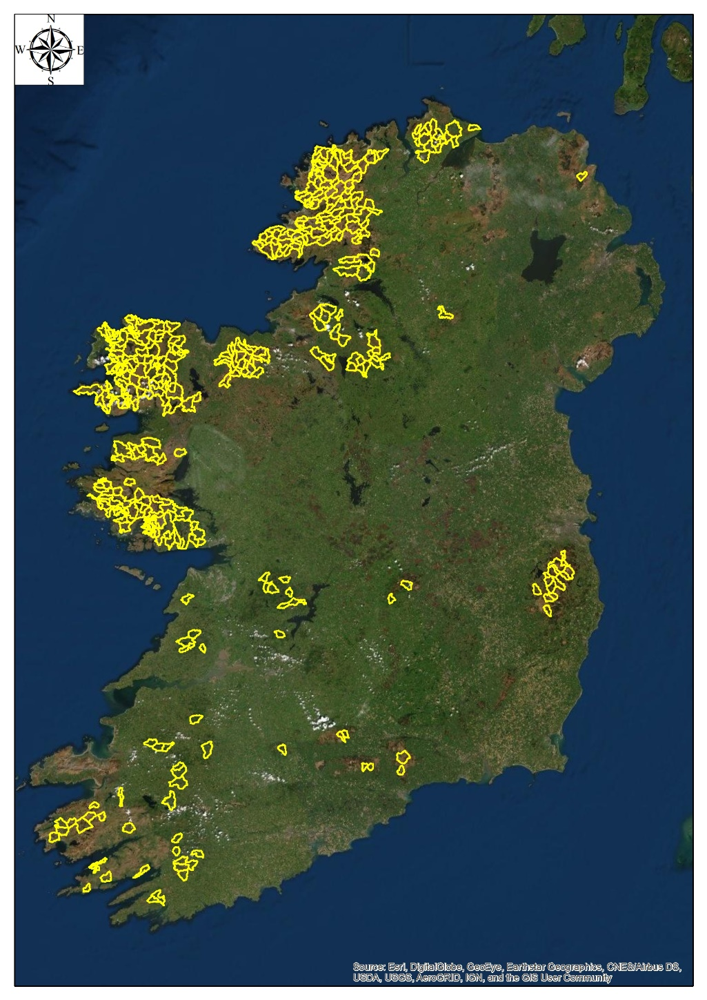 N
W
E
S
Source: Esri, DigitalGlobe, GeoEye, Earthstar Geographics, CNES/Airbus DS,
USDA, USGS, AeroGRID, IGN, and the GIS User Community